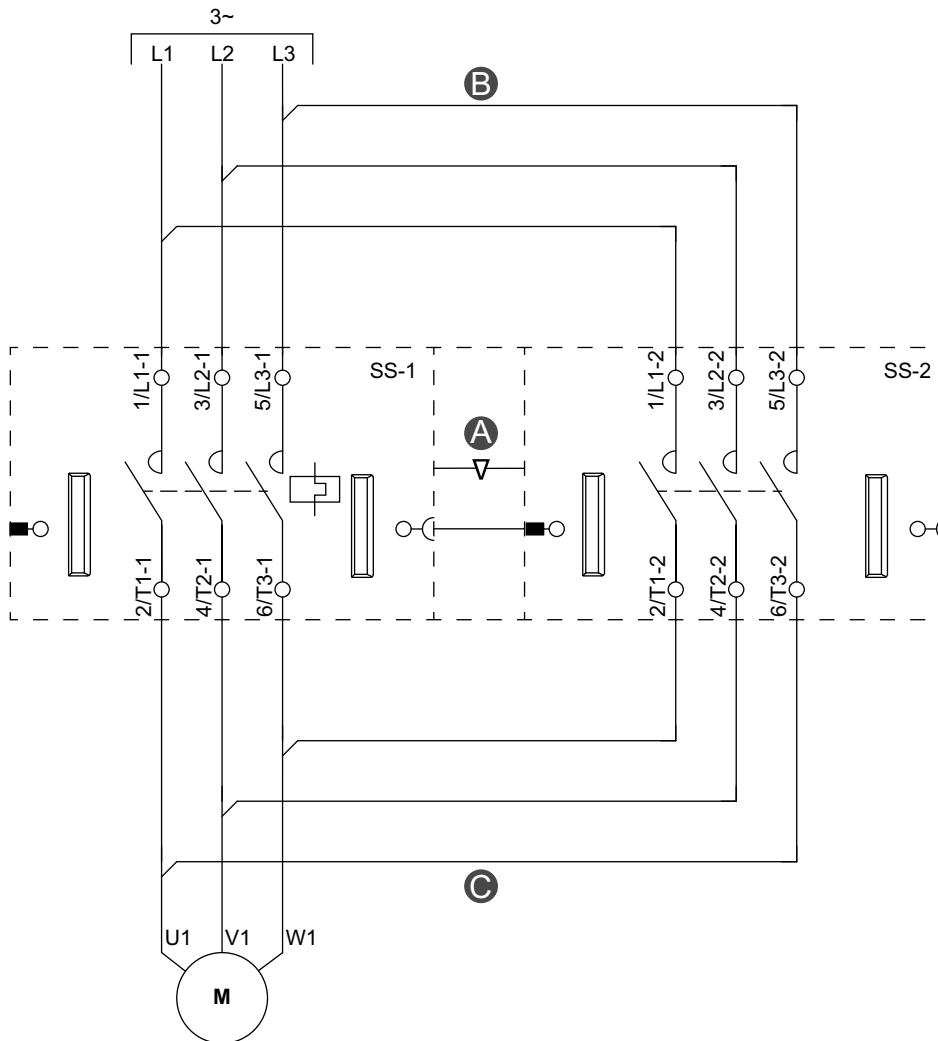 3~
L1 L2 L3
B
1/L1-1 3/L2-1 5/L3-1 SS-1 1/L1-2 3/L2-2 5/L3-2 SS-2
A
2/T1-1 4/T2-1 6/T3-1 2/T1-2 4/T2-2 6/T3-2
C
U1 V1 W1
M